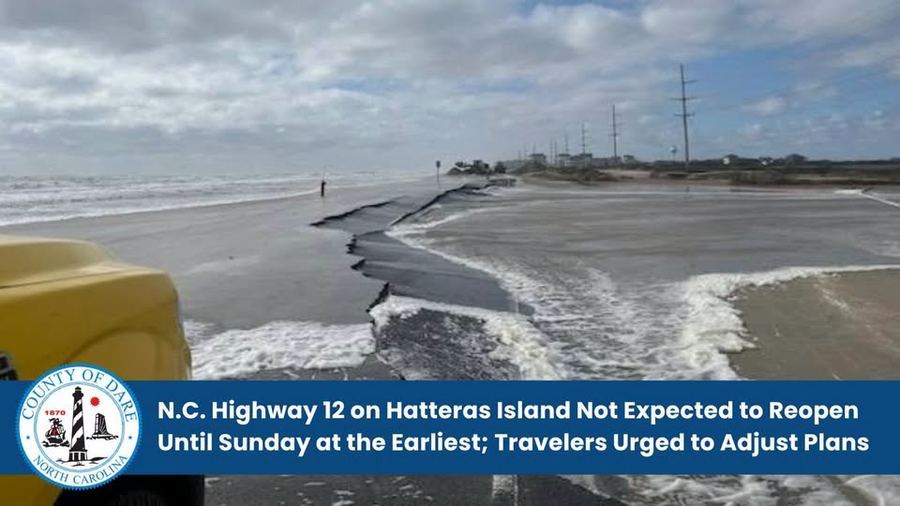 COUNTY OF DARE
1870
NORTH CAROLINA
N.C. Highway 12 on Hatteras Island Not Expected to Reopen
Until Sunday at the Earliest; Travelers Urged to Adjust Plans